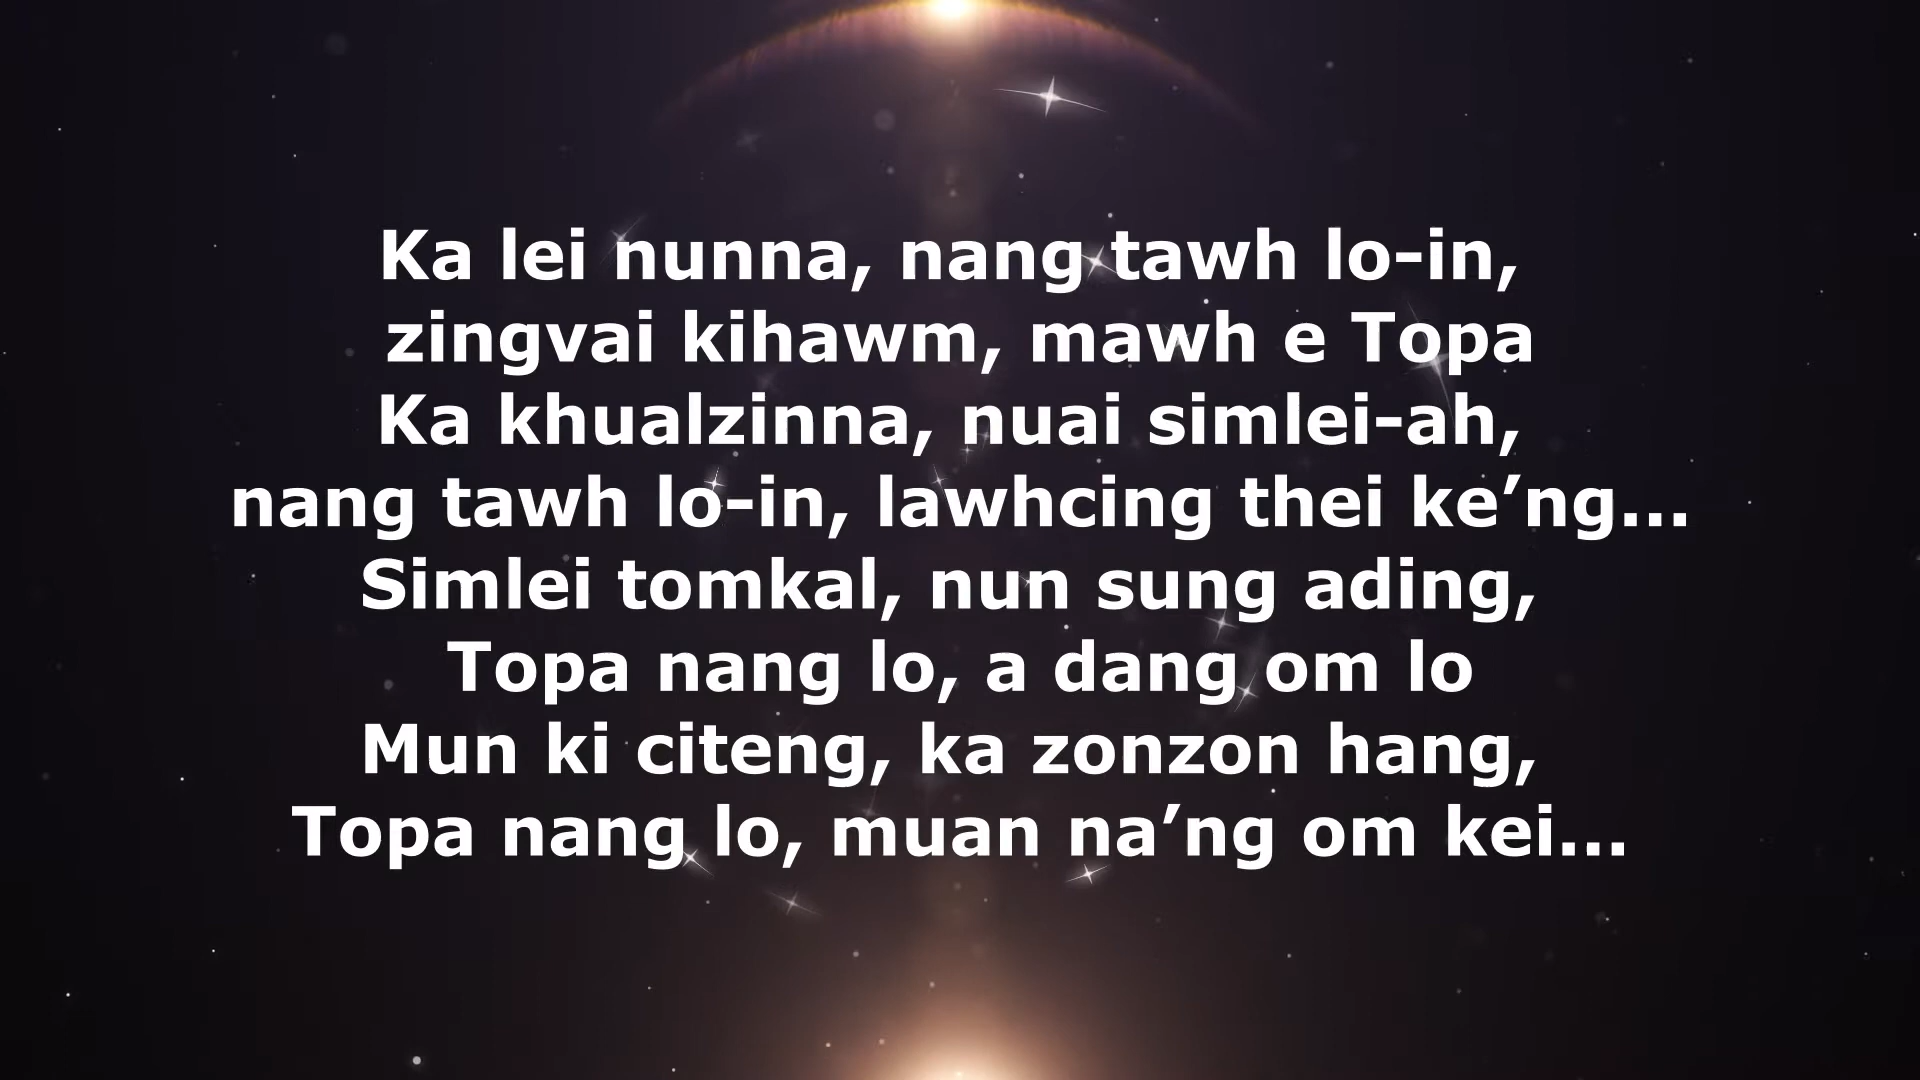 Ka lei nunna, nang tawh lo-in,
zingvai kihawm, mawh e Topa
Ka khualzinna, nuai simlei-ah,
nang tawh lo-in, lawhcing thei ke’ng...
Simlei tomkal, nun sung ading,
Topa nang lo, a dang om lo
Mun ki citeng, ka zonzon hang,
Topa nang lo, muan na’ng om kei...